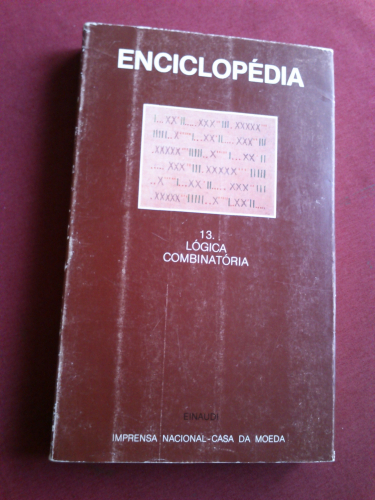 ENCICLOPÉDIA
13.
LÓGICA
COMBINATÓRIA
EINAUDI
IMPRENSA NACIONAL-CASA DA MOEDA